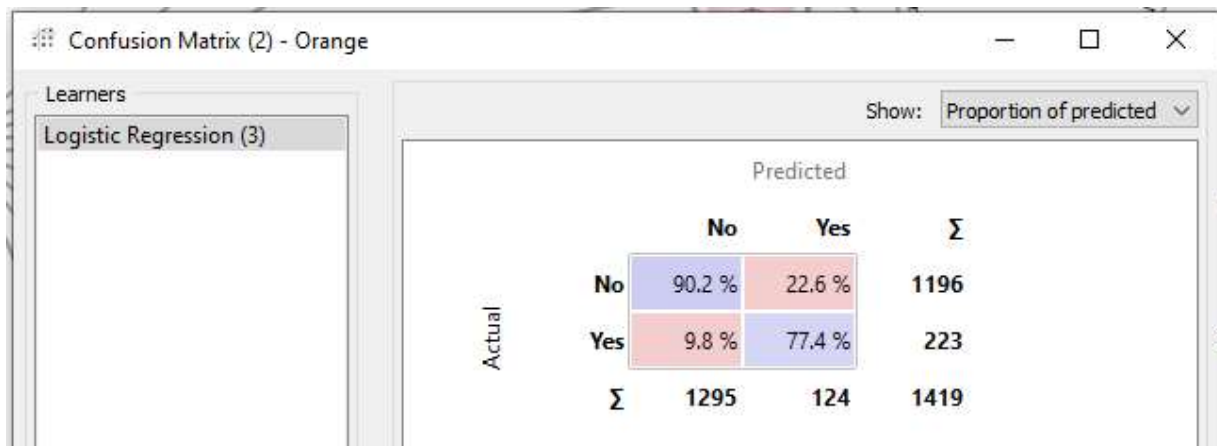 Confusion Matrix (2) - Orange
Learners
Logistic Regression (3)
Show: Proportion of predicted
Predicted
No Yes Σ
No 90.2 % 22.6 % 1196
Actual
Yes 9.8 % 77.4 % 223
Σ 1295 124 1419